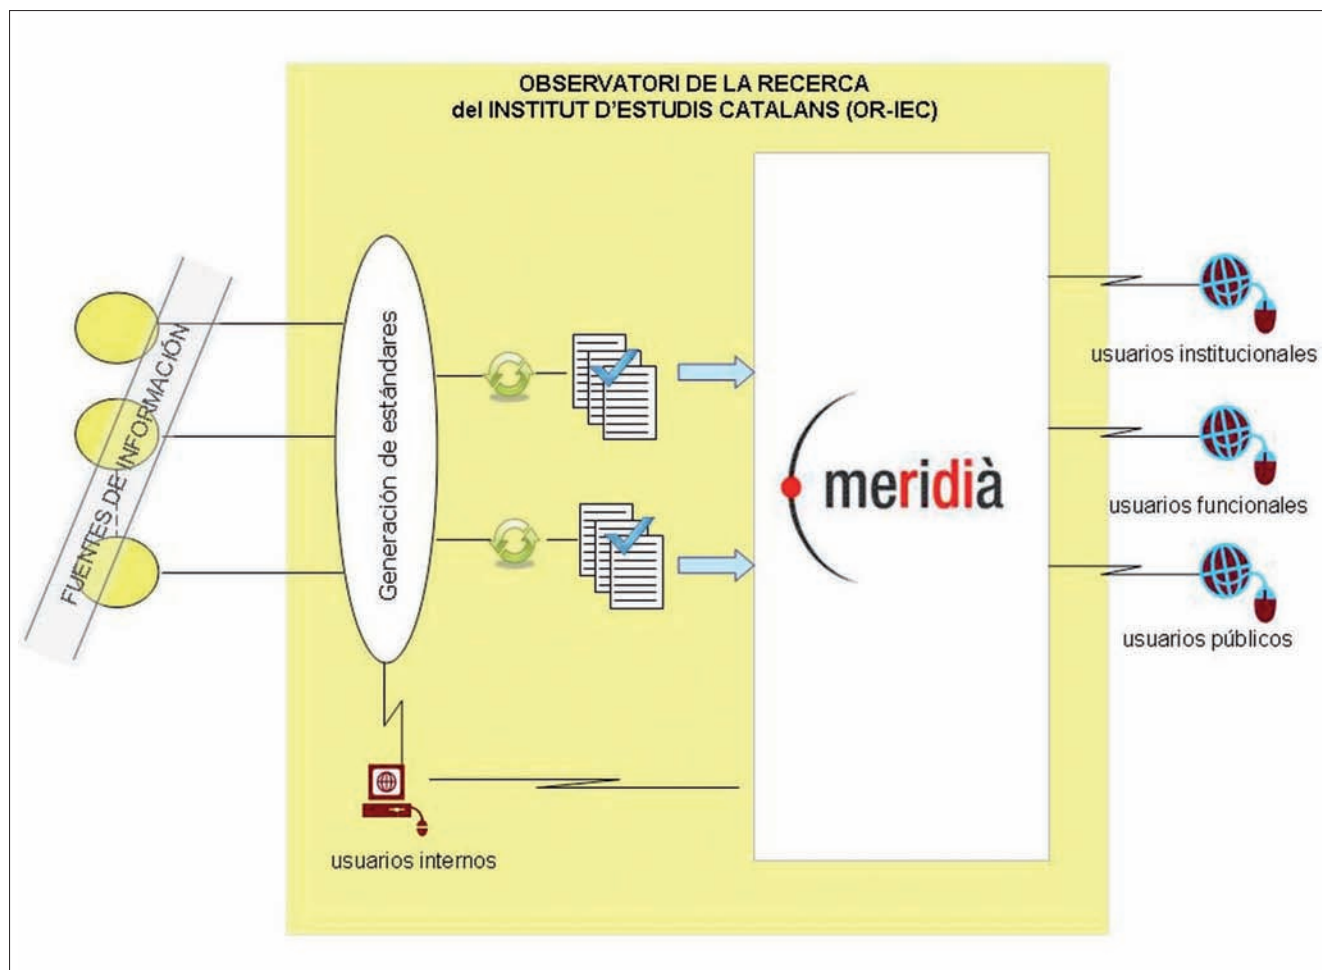 OBSERVATORI DE LA RECERCA
del INSTITUT D'ESTUDIS CATALANS (OR-IEC)
FUENTES DE INFORMACIÓN
Generación de estándares
meridià
usuarios institucionales
usuarios funcionales
usuarios públicos
usuarios internos